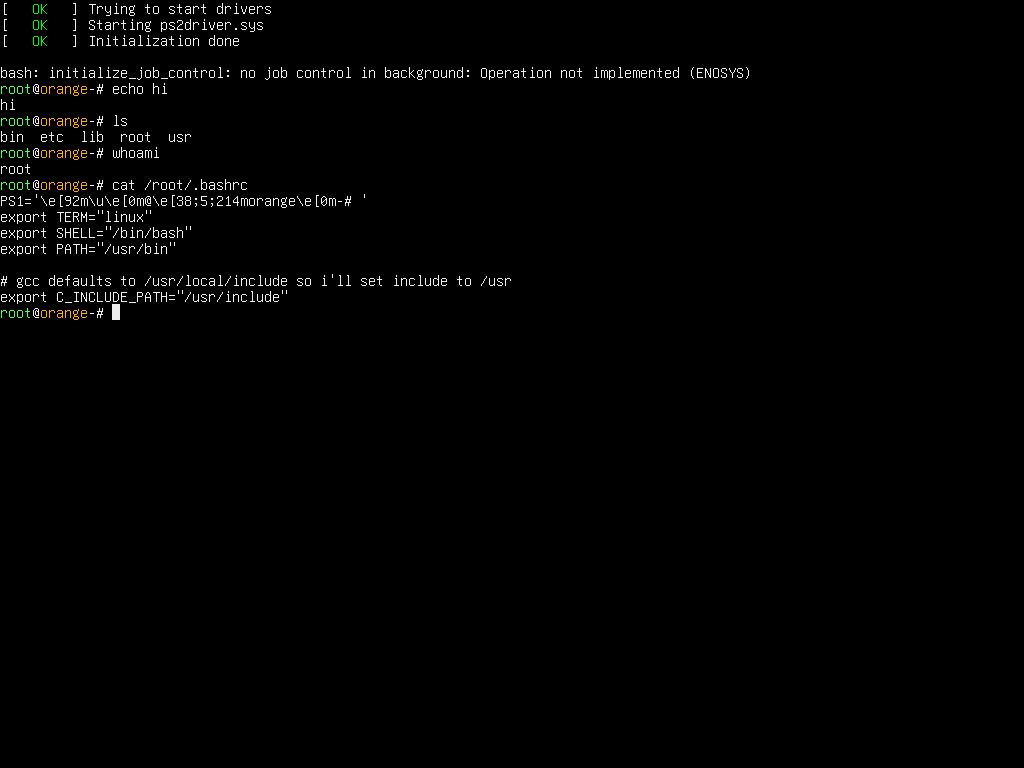 [   OK   ] Trying to start drivers
[   OK   ] Starting ps2driver.sys
[   OK   ] Initialization done
bash: initialize_job_control: no job control in background: Operation not implemented (ENOSYS)
root@orange-# echo hi
hi
root@orange-# ls
bin  etc  lib  root  usr
root@orange-# whoami
root
root@orange-# cat /root/.bashrc
PS1='\e[92m\u\e[0m@\e[38;5;214morange\e[0m-# '
export TERM="linux"
export SHELL="/bin/bash"
export PATH="/usr/bin"
# gcc defaults to /usr/local/include so i'll set include to /usr
export C_INCLUDE_PATH="/usr/include"
root@orange-#